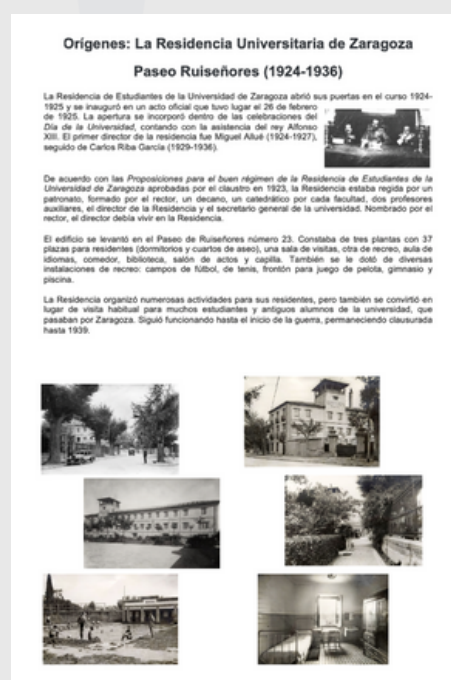 Orígenes: La Residencia Universitaria de Zaragoza
Paseo Ruiseñores (1924-1936)
La Residencia de Estudiantes de la Universidad de Zaragoza abrió sus puertas en el curso 1924-
1925 y se inauguró en un acto oficial que tuvo lugar el 26 de febrero
de 1925. La apertura se incorporó dentro de las celebraciones del
Día de la Universidad, contando con la asistencia del rey Alfonso
XIII. El primer director de la residencia fue Miguel Allué (1924-1927),
seguido de Carlos Riba García (1929-1936).
De acuerdo con las Proposiciones para el buen régimen de la Residencia de Estudiantes de la
Universidad de Zaragoza aprobadas por el claustro en 1923, la Residencia estaba regida por un
patronato, formado por el rector, un decano, un catedrático por cada facultad, dos profesores
auxiliares, el director de la Residencia y el secretario general de la universidad. Nombrado por el
rector, el director debía vivir en la Residencia.
El edificio se levantó en el Paseo de Ruiseñores número 23. Constaba de tres plantas con 37
plazas para residentes (dormitorios y cuartos de aseo), una sala de visitas, otra de recreo, aula de
idiomas, comedor, biblioteca, salón de actos y capilla. También se le dotó de diversas
instalaciones de recreo: campos de fútbol, de tenis, frontón para juego de pelota, gimnasio y
piscina.
La Residencia organizó numerosas actividades para sus residentes, pero también se convirtió en
lugar de visita habitual para muchos estudiantes y antiguos alumnos de la universidad, que
pasaban por Zaragoza. Siguió funcionando hasta el inicio de la guerra, permaneciendo clausurada
hasta 1939.